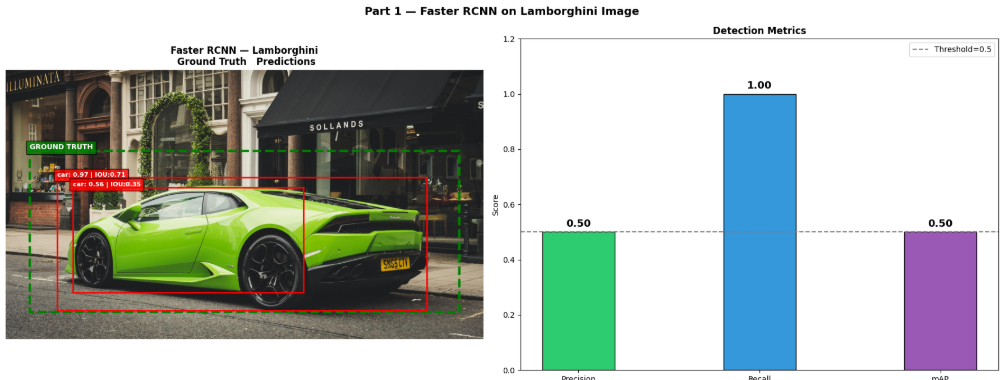 Part 1 — Faster RCNN on Lamborghini Image
Faster RCNN — Lamborghini
Ground Truth   Predictions
ILLUMINATA
SOLLANDS
S
GROUND TRUTH
car: 0.97 | IOU:0.71
car: 0.56 | IOU:0.35
Detection Metrics
Threshold=0.5
Score
1.2
1.0
0.8
0.6
0.4
0.2
0.0
0.50
1.00
0.50
Precision
Recall
mAP